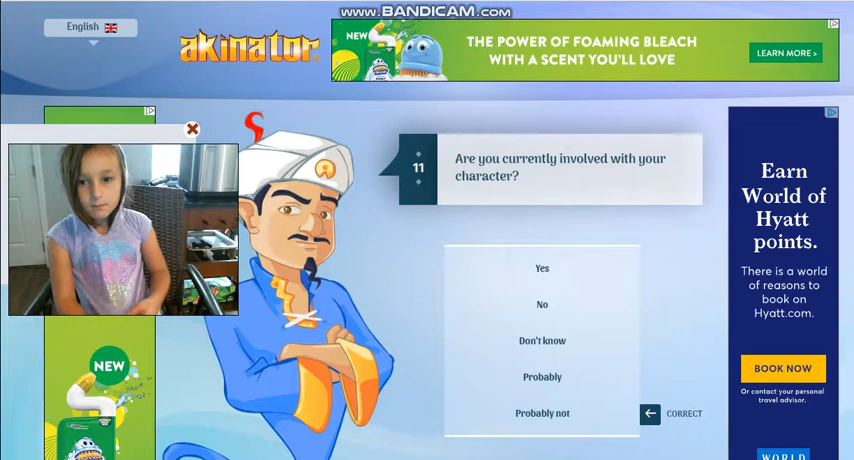 WWW.BANDICAM.COM
English
akinator
NEW
THE POWER OF FOAMING BLEACH
WITH A SCENT YOU'LL LOVE
LEARN MORE >
11
Are you currently involved with your
character?
Yes
No
Don't know
Probably
Probably not
CORRECT
Earn
World of
Hyatt
points.
There is a world
of reasons to
book on
Hyatt.com.
BOOK NOW
Or contact your personal
travel advisor.
WORLD
NEW